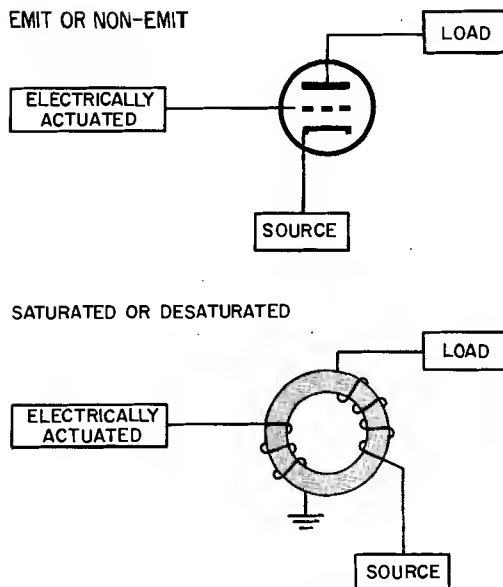 EMIT OR NON-EMIT
LOAD
ELECTRICALLY
ACTUATED
SOURCE
SATURATED OR DESATURATED
LOAD
ELECTRICALLY
ACTUATED
SOURCE